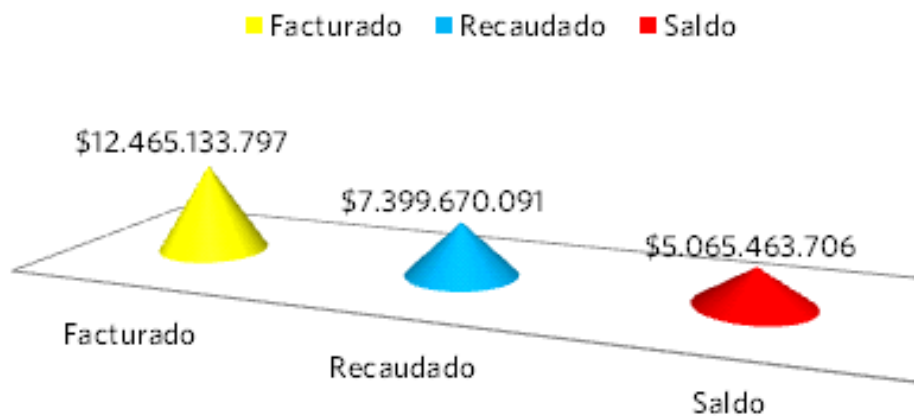 Facturado Recaudado Saldo
$12.465.133.797
$7.399.670.091
$5.065.463.706
Facturado
Recaudado
Saldo